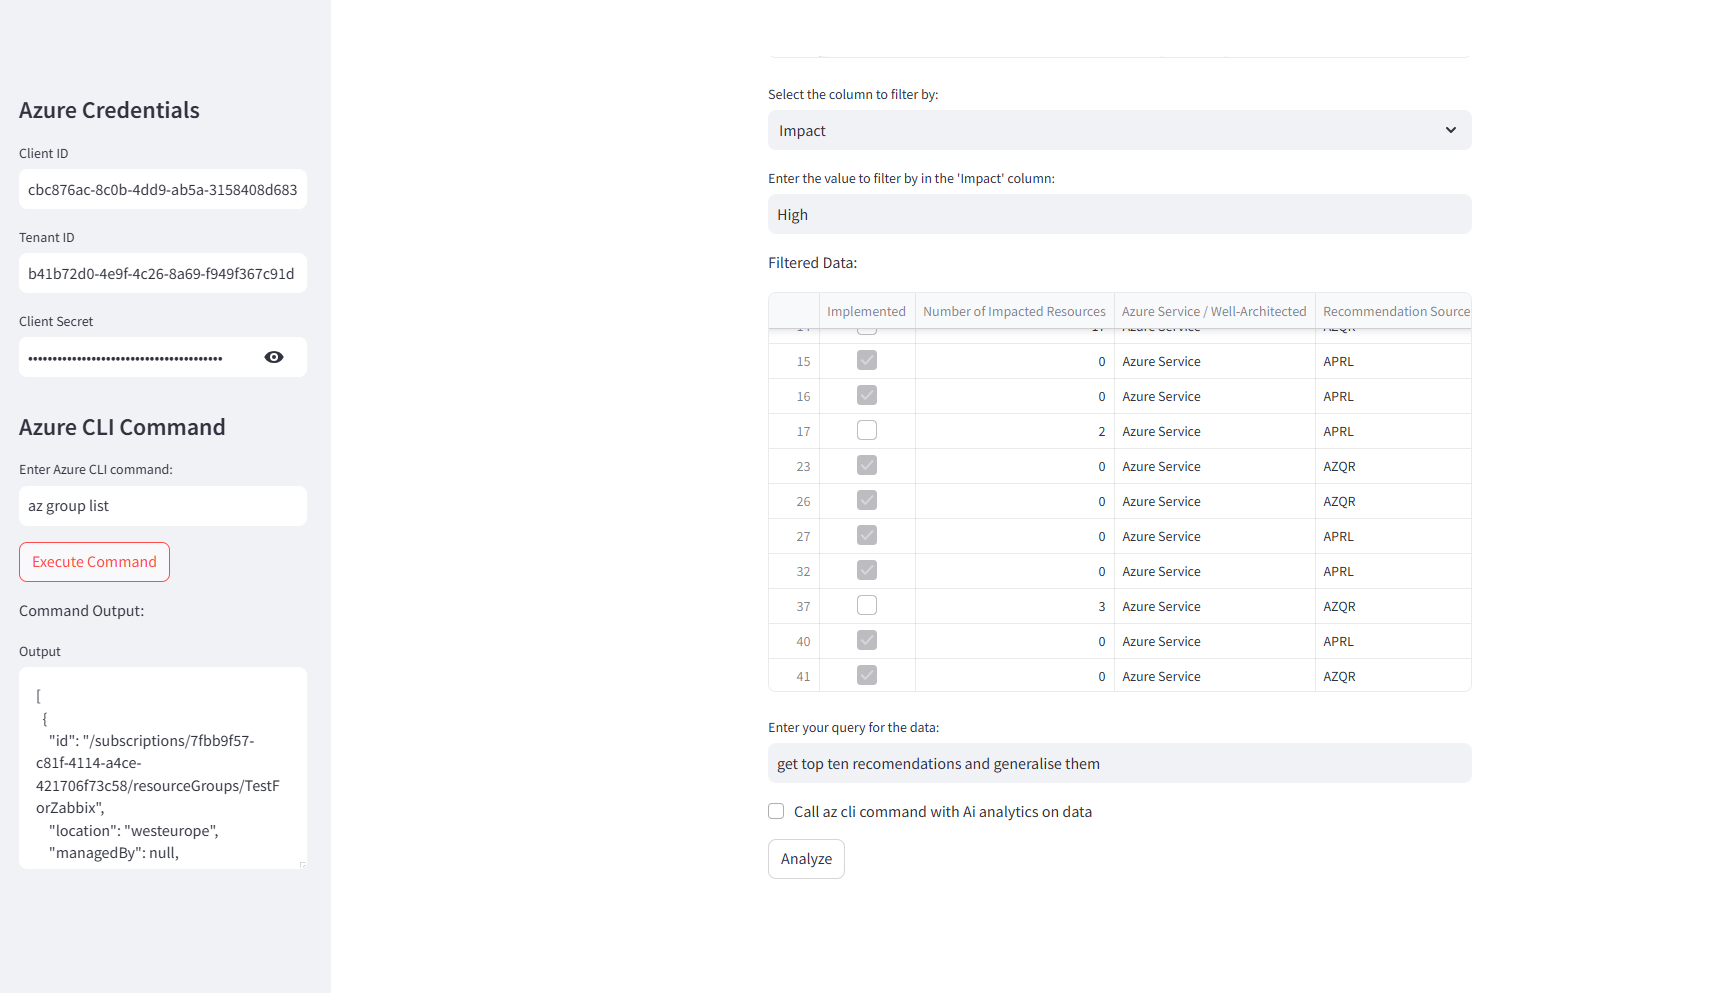 Azure Credentials
Client ID
cbc876ac-8c0b-4dd9-ab5a-3158408d683
Tenant ID
b41b72d0-4e9f-4c26-8a69-f949f367c91d
Client Secret
••••••••••••••••••••••••••••••••••••••••
Azure CLI Command
Enter Azure CLI command:
az group list
Execute Command
Command Output:
Output
[
{
"id": "/subscriptions/7fbb9f57-
c81f-4114-a4ce-
421706f73c58/resourceGroups/TestF
orZabbix",
"location": "westeurope",
"managedBy": null,
Select the column to filter by:
Impact
Enter the value to filter by in the 'Impact' column:
High
Filtered Data:
Implemented Number of Impacted Resources Azure Service / Well-Architected Recommendation Source
Azure Service AZQR
15 0 Azure Service APRL
16 0 Azure Service APRL
17 2 Azure Service APRL
23 0 Azure Service AZQR
26 0 Azure Service AZQR
27 0 Azure Service APRL
32 0 Azure Service APRL
37 3 Azure Service AZQR
40 0 Azure Service APRL
41 0 Azure Service AZQR
Enter your query for the data:
get top ten recomendations and generalise them
Call az cli command with Ai analytics on data
Analyze